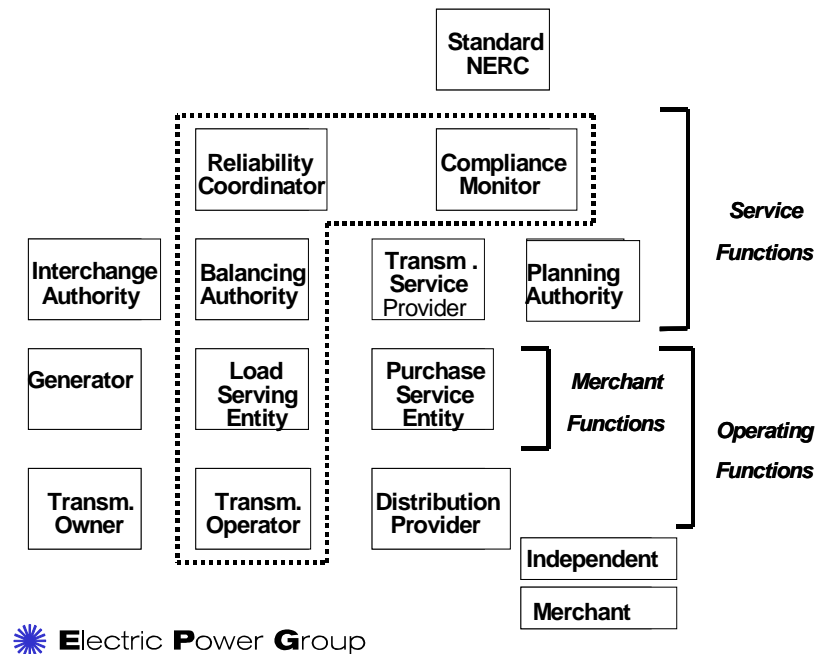 Standard
NERC
Reliability
Coordinator
Compliance
Monitor
Service
Functions
Interchange
Authority
Balancing
Authority
Transm .
Service
Provider
Planning
Authority
Generator
Load
Serving
Entity
Purchase
Service
Entity
Merchant
Functions
Operating
Functions
Transm.
Owner
Transm.
Operator
Distribution
Provider
Independent
Merchant
Electric Power Group